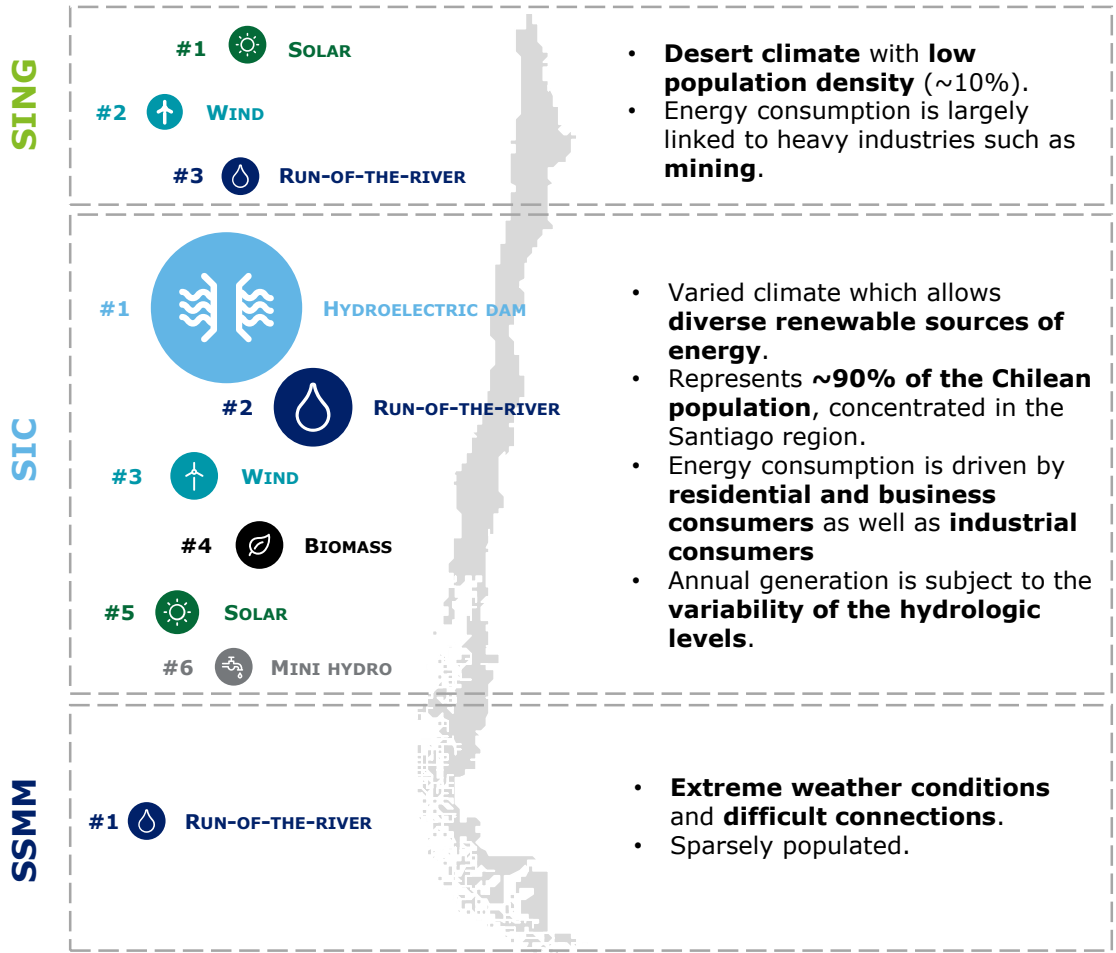 SING
#1 SOLAR
#2 WIND
#3 RUN-OF-THE-RIVER
• Desert climate with low
population density (~10%).
• Energy consumption is largely
linked to heavy industries such as
mining.
SIC
#1 HYDROELECTRIC DAM
#2 RUN-OF-THE-RIVER
#3 WIND
#4 BIOMASS
#5 SOLAR
#6 MINI HYDRO
• Varied climate which allows
diverse renewable sources of
energy.
• Represents ~90% of the Chilean
population, concentrated in the
Santiago region.
• Energy consumption is driven by
residential and business
consumers as well as industrial
consumers
• Annual generation is subject to the
variability of the hydrologic
levels.
SSMM
#1 RUN-OF-THE-RIVER
• Extreme weather conditions
and difficult connections.
• Sparsely populated.